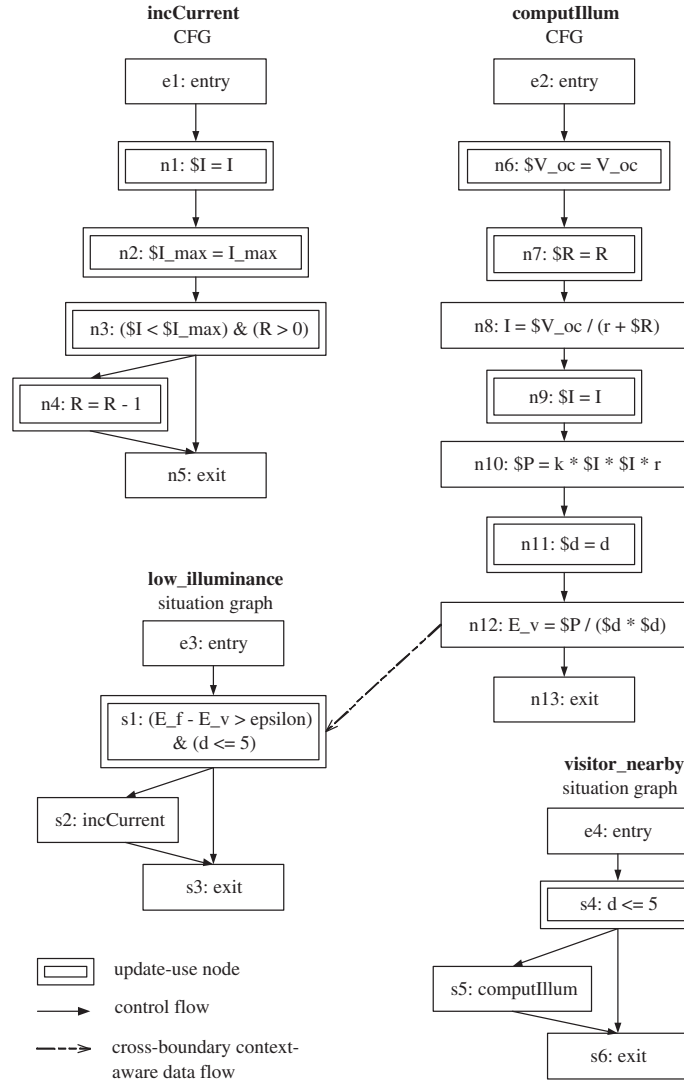 incCurrent
CFG
e1: entry
n1: $I = I
n2: $I_max = I_max
n3: ($I < $I_max) & (R > 0)
n4: R = R - 1
n5: exit
computIllum
CFG
e2: entry
n6: $V_oc = V_oc
n7: $R = R
n8: I = $V_oc / (r + $R)
n9: $I = I
n10: $P = k * $I * $I * r
n11: $d = d
n12: E_v = $P / ($d * $d)
n13: exit
low_illuminance
situation graph
e3: entry
s1: (E_f - E_v > epsilon)
& (d <= 5)
s2: incCurrent
s3: exit
visitor_nearby
situation graph
e4: entry
s4: d <= 5
s5: computIllum
s6: exit
update-use node
control flow
cross-boundary context-
aware data flow